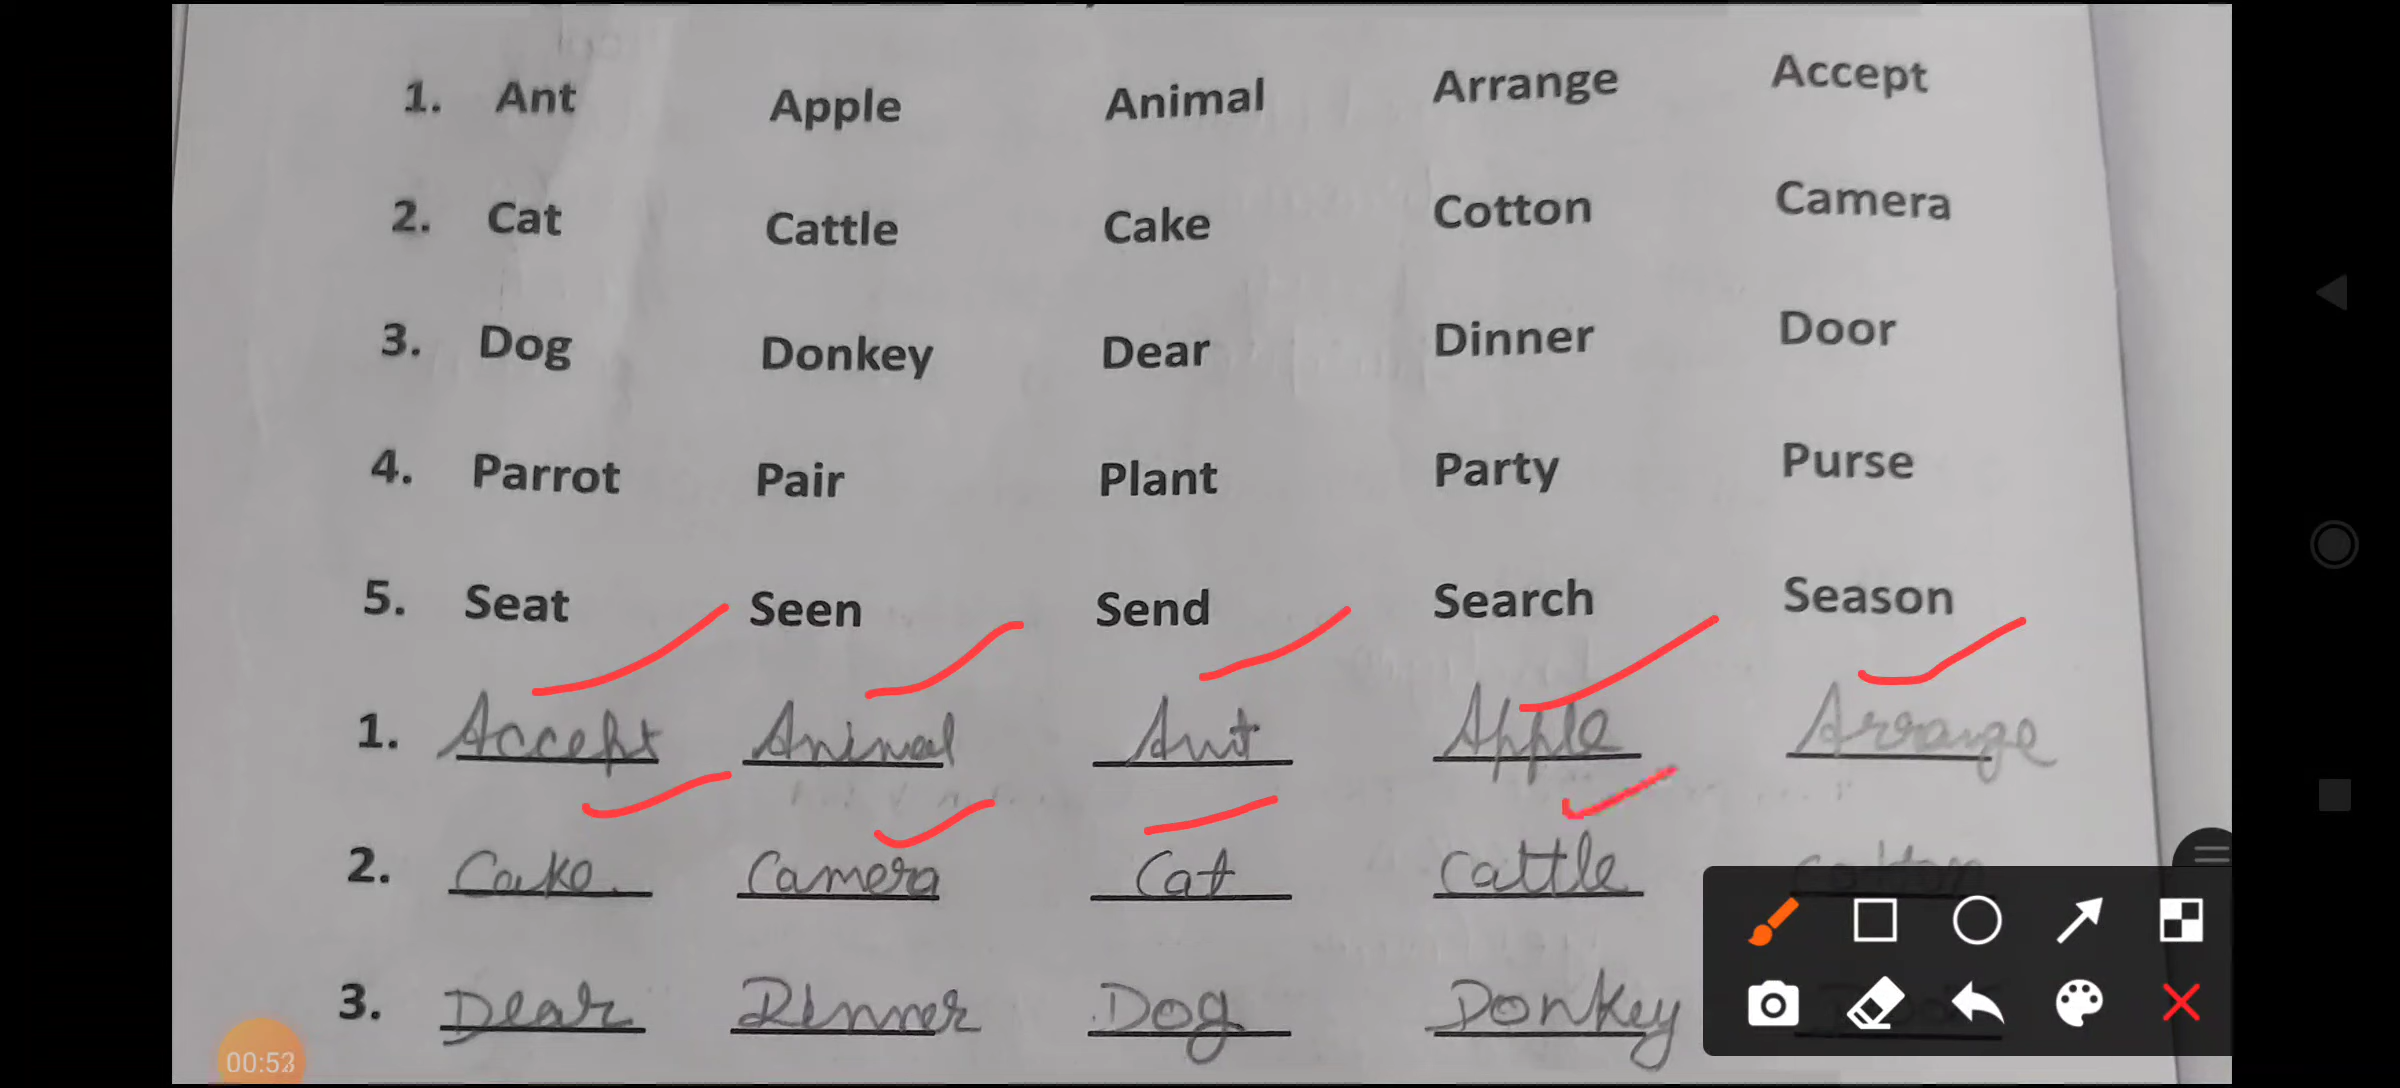 1. Ant Apple Animal Arrange Accept
2. Cat Cattle Cake Cotton Camera
3. Dog Donkey Dear Dinner Door
4. Parrot Pair Plant Party Purse
5. Seat Seen Send Search Season
1. Accept Animal Ant Apple Arrange
2. Cake Camera Cat cattle cotton
3. Dear Dinner Dog Donkey
00:53